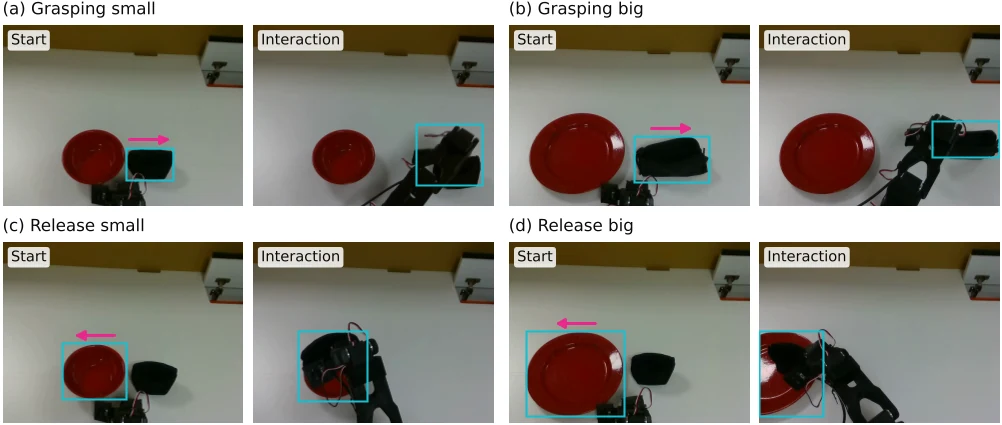 (a) Grasping small
(b) Grasping big
Start
Interaction
Start
Interaction
(c) Release small
(d) Release big
Start
Interaction
Start
Interaction